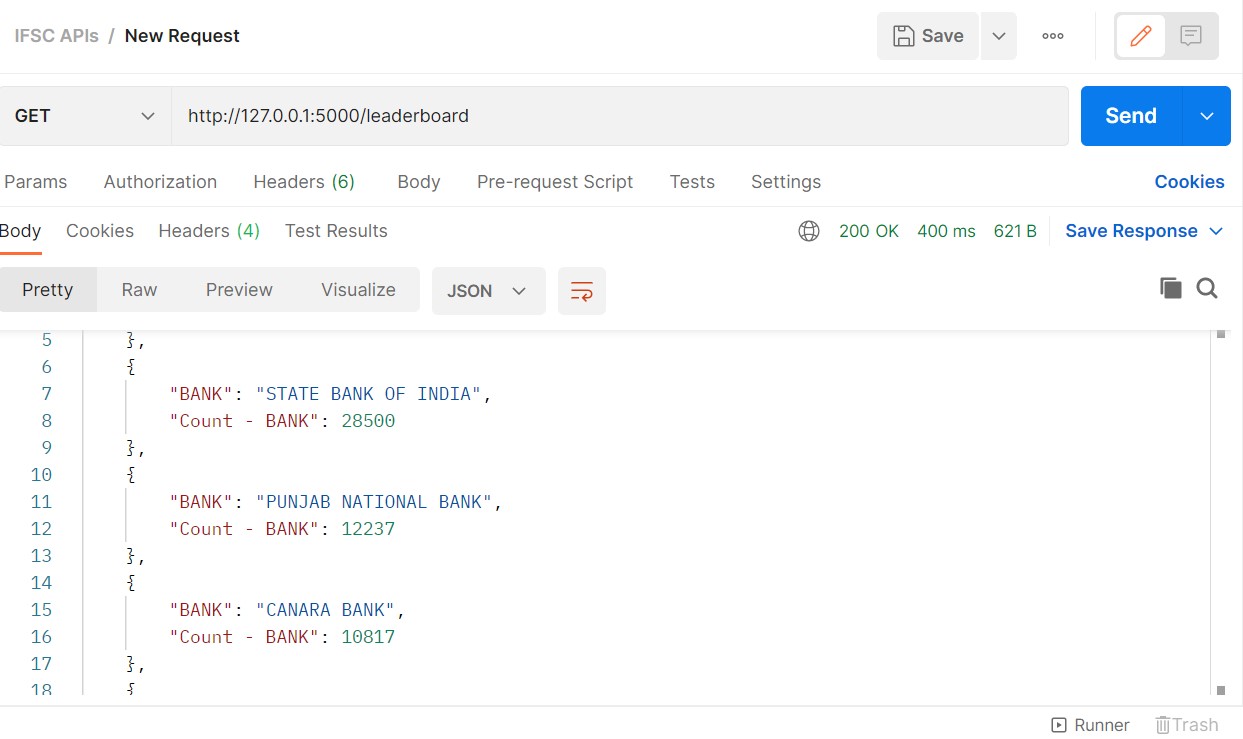 IFSC APIs / New Request
Save
GET
http://127.0.0.1:5000/leaderboard
Send
Params Authorization Headers (6) Body Pre-request Script Tests Settings Cookies
Body Cookies Headers (4) Test Results 200 OK 400 ms 621 B Save Response
Pretty Raw Preview Visualize JSON
5 },
6 {
7 "BANK": "STATE BANK OF INDIA",
8 "Count - BANK": 28500
9 },
10 {
11 "BANK": "PUNJAB NATIONAL BANK",
12 "Count - BANK": 12237
13 },
14 {
15 "BANK": "CANARA BANK",
16 "Count - BANK": 10817
17 },
18 {
Runner Trash